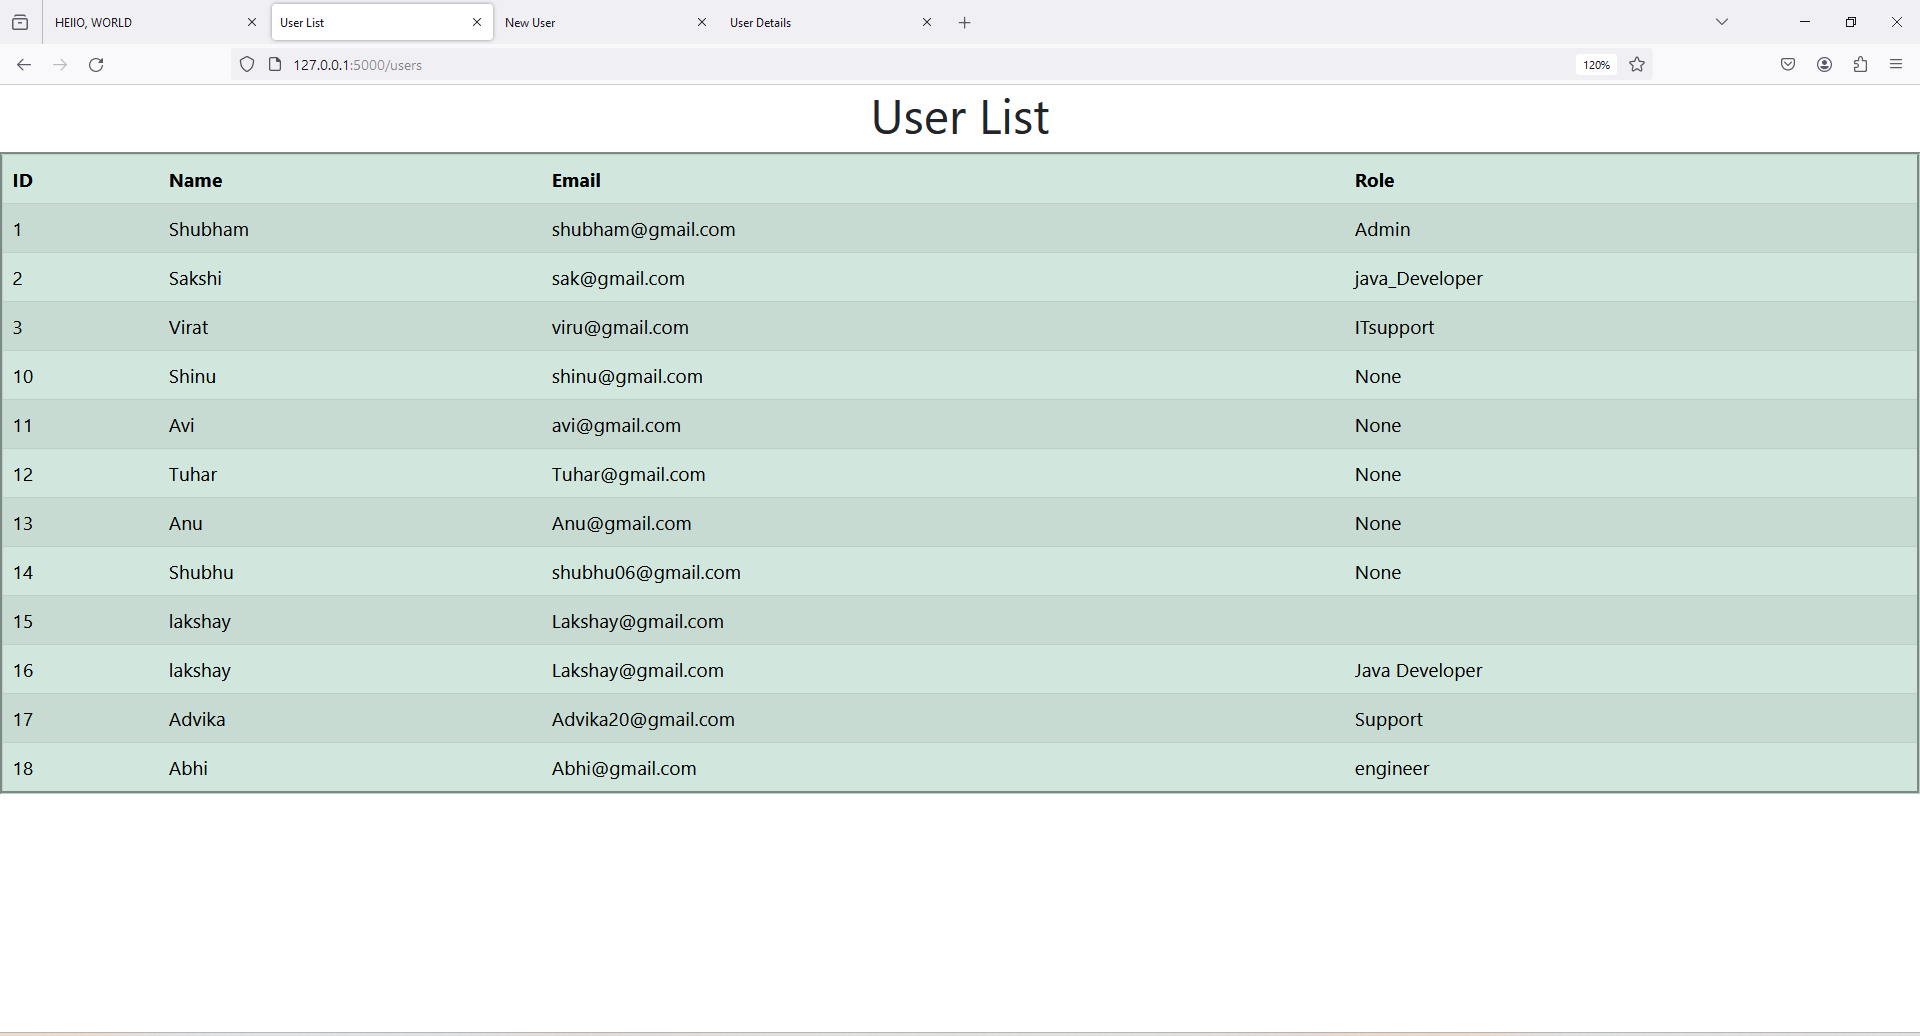 HEllO, WORLD
User List
New User
User Details
127.0.0.1:5000/users
120%
User List
ID Name Email Role
1 Shubham shubham@gmail.com Admin
2 Sakshi sak@gmail.com java_Developer
3 Virat viru@gmail.com ITsupport
10 Shinu shinu@gmail.com None
11 Avi avi@gmail.com None
12 Tuhar Tuhar@gmail.com None
13 Anu Anu@gmail.com None
14 Shubhu shubhu06@gmail.com None
15 lakshay Lakshay@gmail.com
16 lakshay Lakshay@gmail.com Java Developer
17 Advika Advika20@gmail.com Support
18 Abhi Abhi@gmail.com engineer